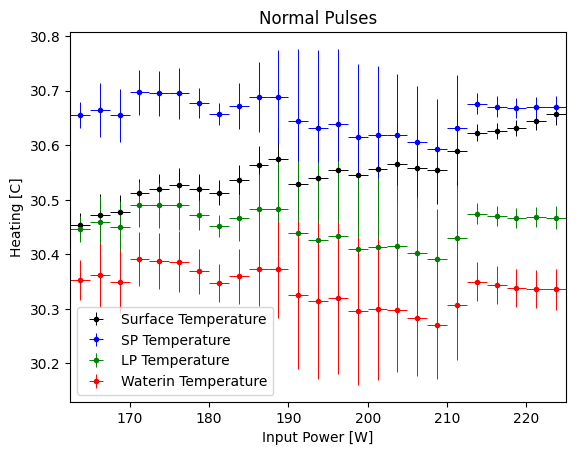 Normal Pulses
30.8
30.7
30.6
30.5
30.4
30.3
30.2
Heating [C]
Surface Temperature
SP Temperature
LP Temperature
Waterin Temperature
170 180 190 200 210 220
Input Power [W]